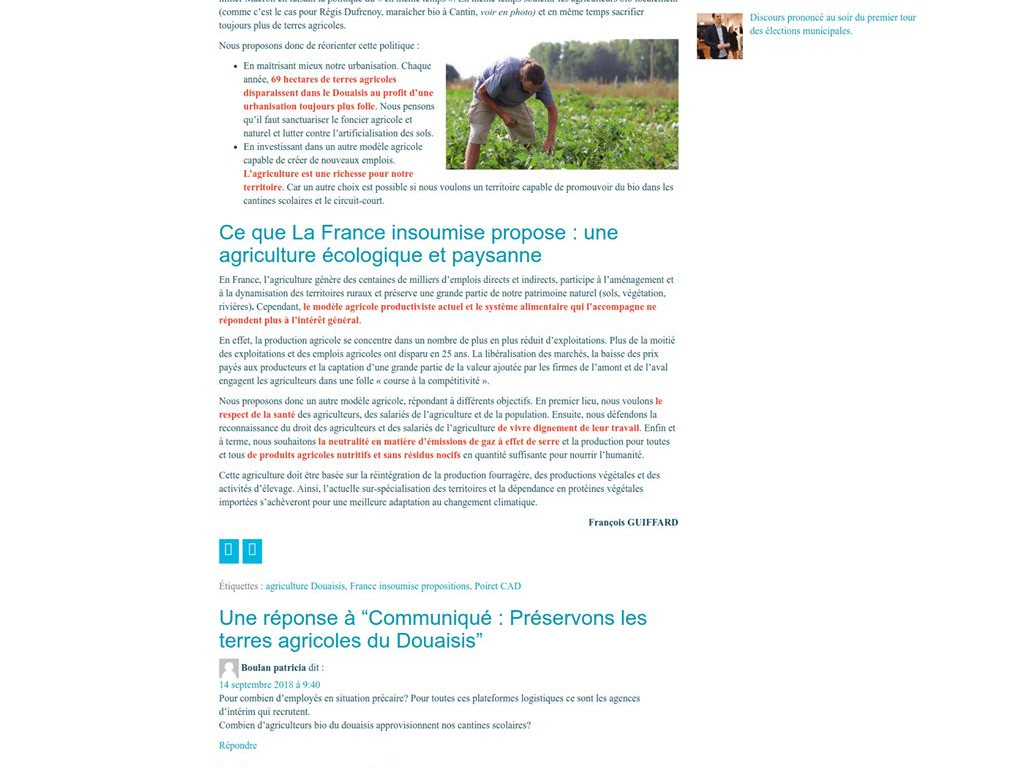 (comme c'est le cas pour Régis Dufrenoy, maraîcher bio à Cantin, voir en photo) et en même temps sacrifier
toujours plus de terres agricoles.
Nous proposons donc de réorienter cette politique :
En maîtrisant mieux notre urbanisation. Chaque
année, 69 hectares de terres agricoles
disparaissent dans le Douaisis au profit d'une
urbanisation toujours plus folle. Nous pensons
qu'il faut sanctuariser le foncier agricole et
naturel et lutter contre l'artificialisation des sols.
En investissant dans un autre modèle agricole
capable de créer de nouveaux emplois.
L'agriculture est une richesse pour notre
territoire. Car un autre choix est possible si nous voulons un territoire capable de promouvoir du bio dans les
cantines scolaires et le circuit-court.
Ce que La France insoumise propose : une
agriculture écologique et paysanne
En France, l'agriculture génère des centaines de milliers d'emplois directs et indirects, participe à l'aménagement et
à la dynamisation des territoires ruraux et préserve une grande partie de notre patrimoine naturel (sols, végétation,
rivières). Cependant, le modèle agricole productiviste actuel et le système alimentaire qui l'accompagne ne
répondent plus à l'intérêt général.
En effet, la production agricole se concentre dans un nombre de plus en plus réduit d'exploitations. Plus de la moitié
des exploitations et des emplois agricoles ont disparu en 25 ans. La libéralisation des marchés, la baisse des prix
payés aux producteurs et la captation d'une grande partie de la valeur ajoutée par les firmes de l'amont et de l'aval
engagent les agriculteurs dans une folle « course à la compétitivité ».
Nous proposons donc un autre modèle agricole, répondant à différents objectifs. En premier lieu, nous voulons le
respect de la santé des agriculteurs, des salariés de l'agriculture et de la population. Ensuite, nous défendons la
reconnaissance du droit des agriculteurs et des salariés de l'agriculture de vivre dignement de leur travail. Enfin et
à terme, nous souhaitons la neutralité en matière d'émissions de gaz à effet de serre et la production pour toutes
et tous de produits agricoles nutritifs et sans résidus nocifs en quantité suffisante pour nourrir l'humanité.
Cette agriculture doit être basée sur la réintégration de la production fourragère, des productions végétales et des
activités d'élevage. Ainsi, l'actuelle sur-spécialisation des territoires et la dépendance en protéines végétales
importées s'achèveront pour une meilleure adaptation au changement climatique.
François GUIFFARD
Étiquettes : agriculture Douaisis, France insoumise propositions, Poiret CAD
Une réponse à “Communiqué : Préservons les
terres agricoles du Douaisis”
Boulan patricia dit :
14 septembre 2018 à 9:40
Pour combien d'employés en situation précaire? Pour toutes ces plateformes logistiques ce sont les agences
d'intérim qui recrutent.
Combien d'agriculteurs bio du douaisis approvisionnent nos cantines scolaires?
Répondre
Discours prononcé au soir du premier tour
des élections municipales.